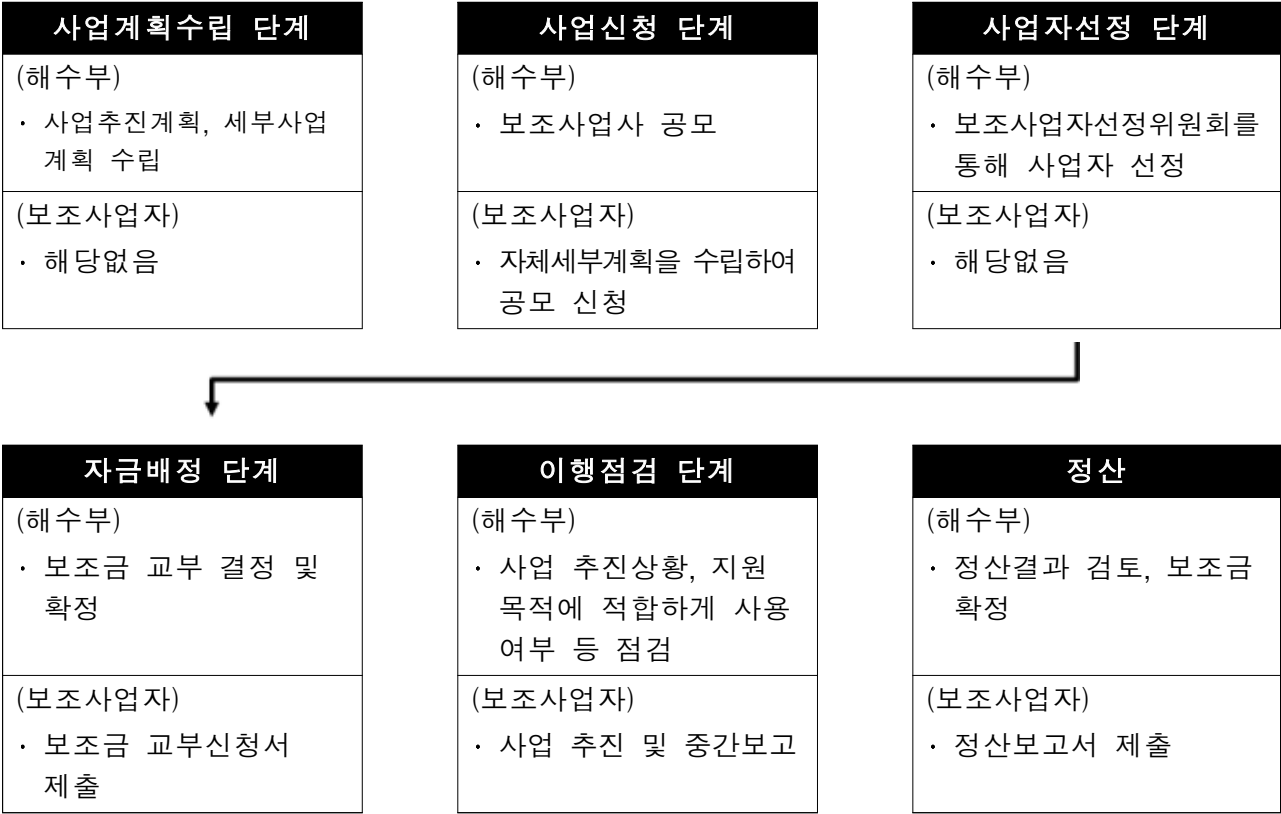 사업계획수립 단계
(해수부)
· 사업추진계획, 세부사업
계획 수립
(보조사업자)
· 해당없음
사업신청 단계
(해수부)
· 보조사업사 공모
(보조사업자)
· 자체세부계획을 수립하여
공모 신청
사업자선정 단계
(해수부)
· 보조사업자선정위원회를
통해 사업자 선정
(보조사업자)
· 해당없음
자금배정 단계
(해수부)
· 보조금 교부 결정 및
확정
(보조사업자)
· 보조금 교부신청서
제출
이행점검 단계
(해수부)
· 사업 추진상황, 지원
목적에 적합하게 사용
여부 등 점검
(보조사업자)
· 사업 추진 및 중간보고
정산
(해수부)
· 정산결과 검토, 보조금
확정
(보조사업자)
· 정산보고서 제출